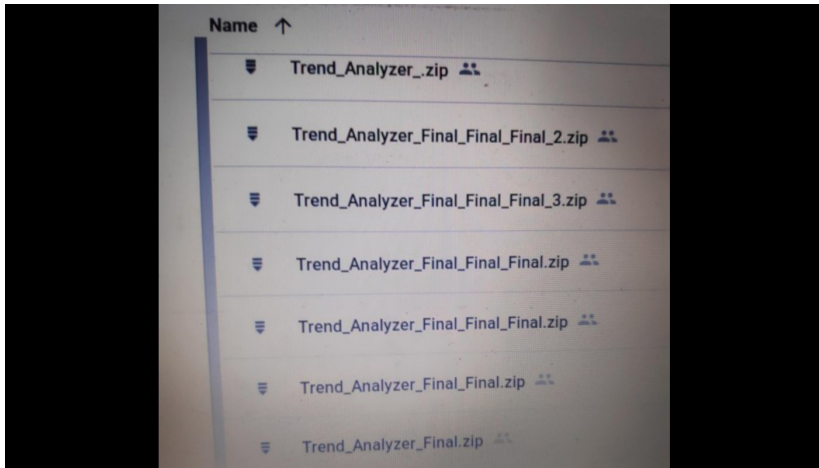 Name ↑
Trend_Analyzer_.zip
Trend_Analyzer_Final_Final_Final_2.zip
Trend_Analyzer_Final_Final_Final_3.zip
Trend_Analyzer_Final_Final_Final.zip
Trend_Analyzer_Final_Final_Final.zip
Trend_Analyzer_Final_Final.zip
Trend_Analyzer_Final.zip